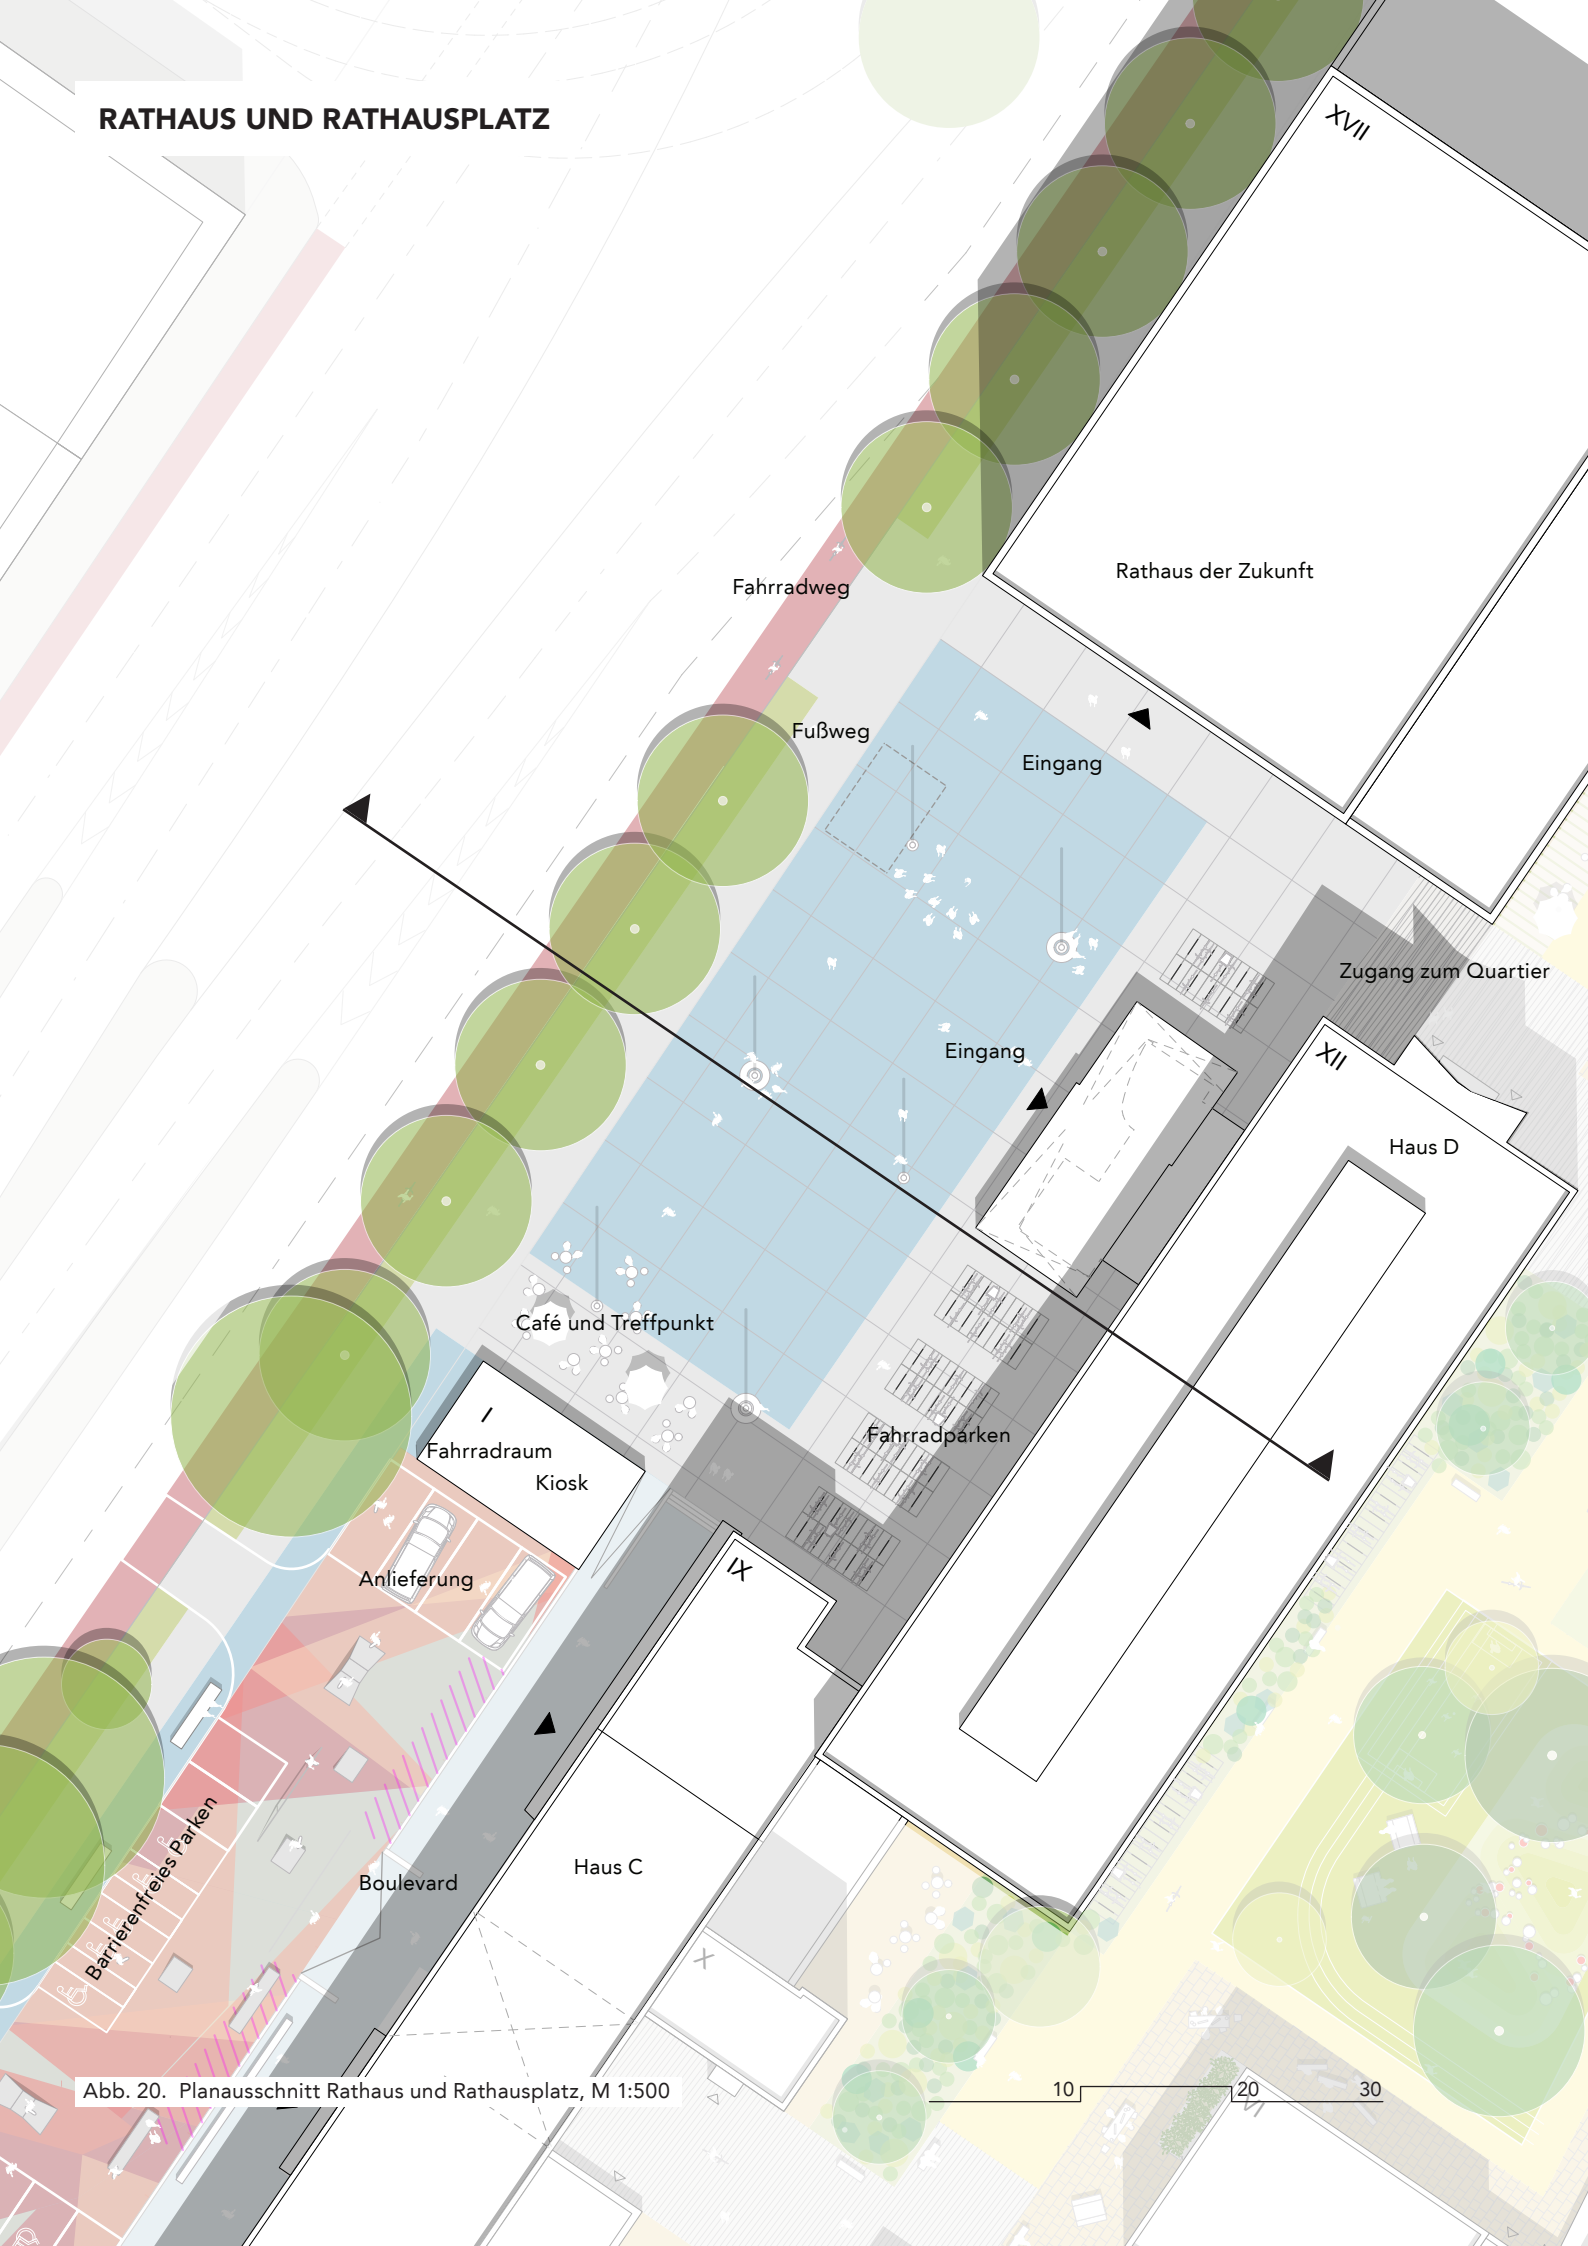 RATHAUS UND RATHAUSPLATZ
XVII
Rathaus der Zukunft
Fahrradweg
Fußweg
Eingang
Zugang zum Quartier
Eingang
XII
Haus D
Café und Treffpunkt
I
Fahrradraum
Kiosk
Fahrradparken
IX
Anlieferung
Barrierenfreies Parken
Boulevard
Haus C
X
Abb. 20. Planausschnitt Rathaus und Rathausplatz, M 1:500
10
20
30
VI